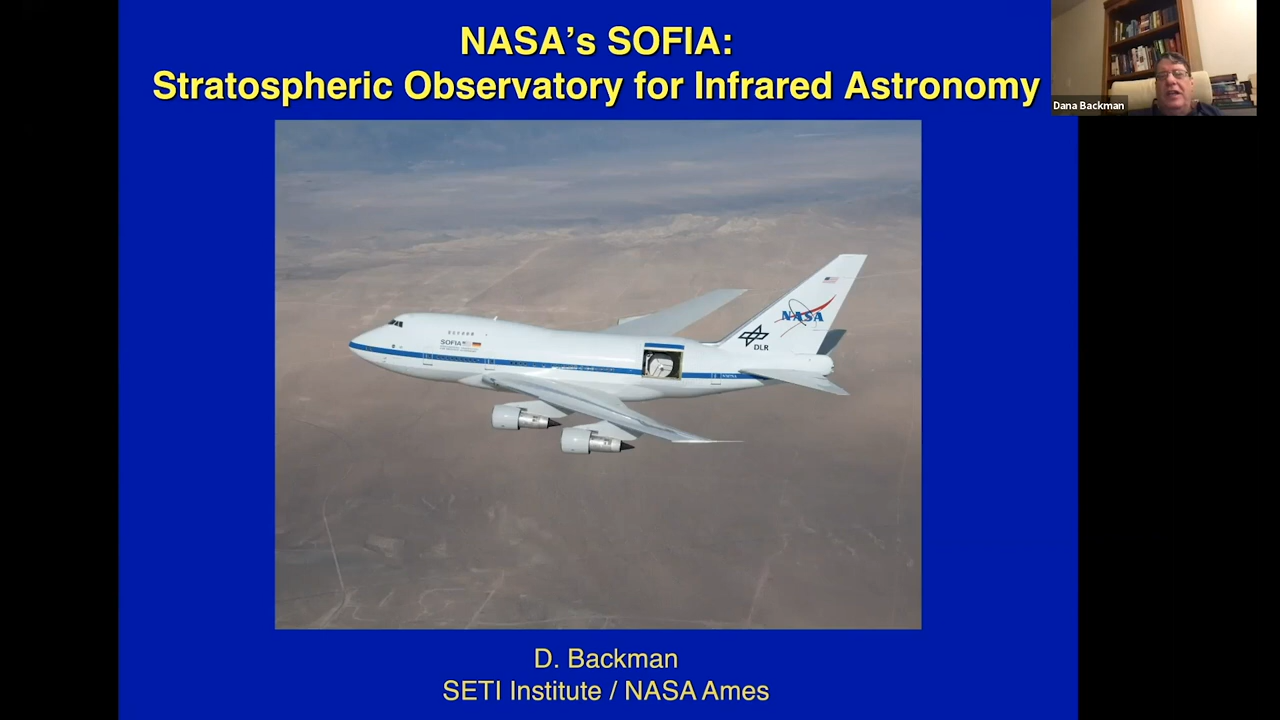 NASA’s SOFIA:
Stratospheric Observatory for Infrared Astronomy
Dana Backman
NASA
DLR
SOFIA
D. Backman
SETI Institute / NASA Ames